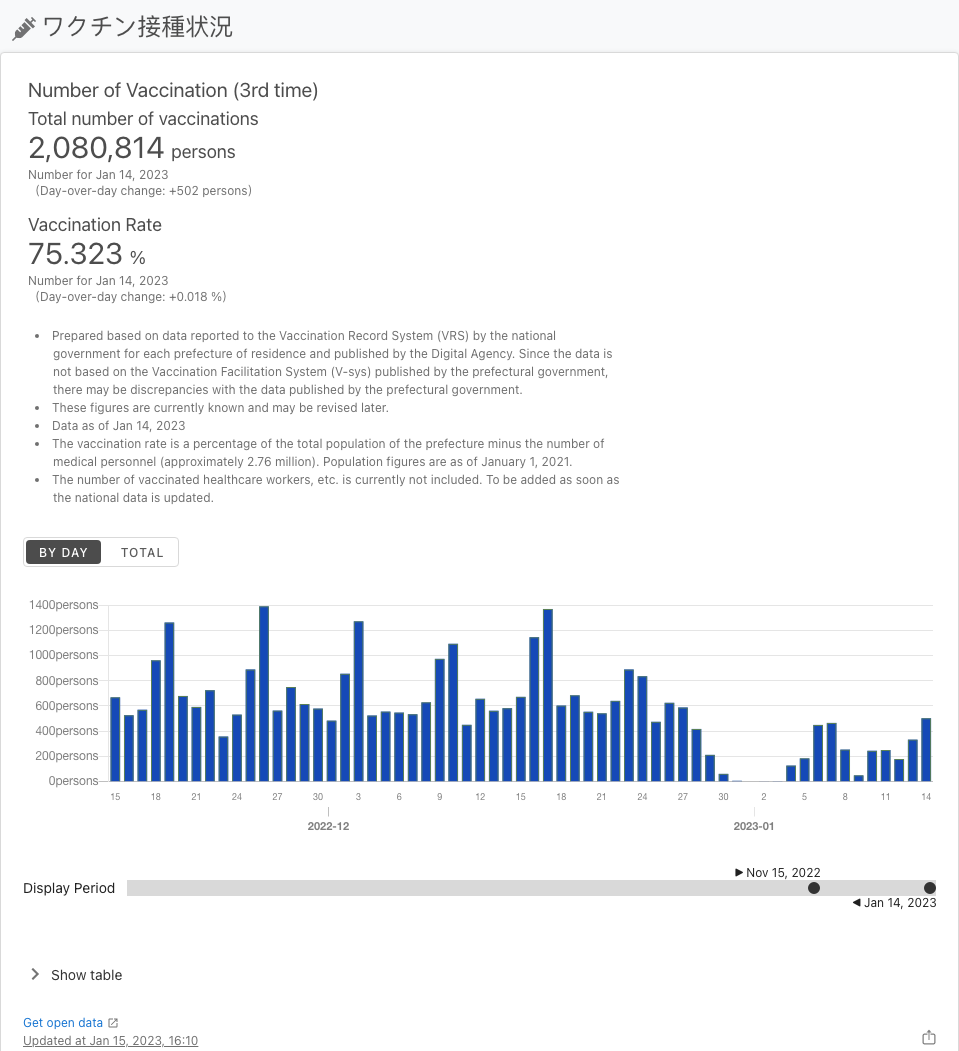 ワクチン接種状況
Number of Vaccination (3rd time)
Total number of vaccinations
2,080,814 persons
Number for Jan 14, 2023
(Day-over-day change: +502 persons)
Vaccination Rate
75.323 %
Number for Jan 14, 2023
(Day-over-day change: +0.018 %)
• Prepared based on data reported to the Vaccination Record System (VRS) by the national
government for each prefecture of residence and published by the Digital Agency. Since the data is
not based on the Vaccination Facilitation System (V-sys) published by the prefectural government,
there may be discrepancies with the data published by the prefectural government.
• These figures are currently known and may be revised later.
• Data as of Jan 14, 2023
• The vaccination rate is a percentage of the total population of the prefecture minus the number of
medical personnel (approximately 2.76 million). Population figures are as of January 1, 2021.
• The number of vaccinated healthcare workers, etc. is currently not included. To be added as soon as
the national data is updated.
BY DAY TOTAL
1400persons
1200persons
1000persons
800persons
600persons
400persons
200persons
0persons
15 18 21 24 27 30 3 6 9 12 15 18 21 24 27 30 2 5 8 11 14
2022-12 2023-01
Nov 15, 2022
Display Period
Jan 14, 2023
Show table
Get open data
Updated at Jan 15, 2023, 16:10